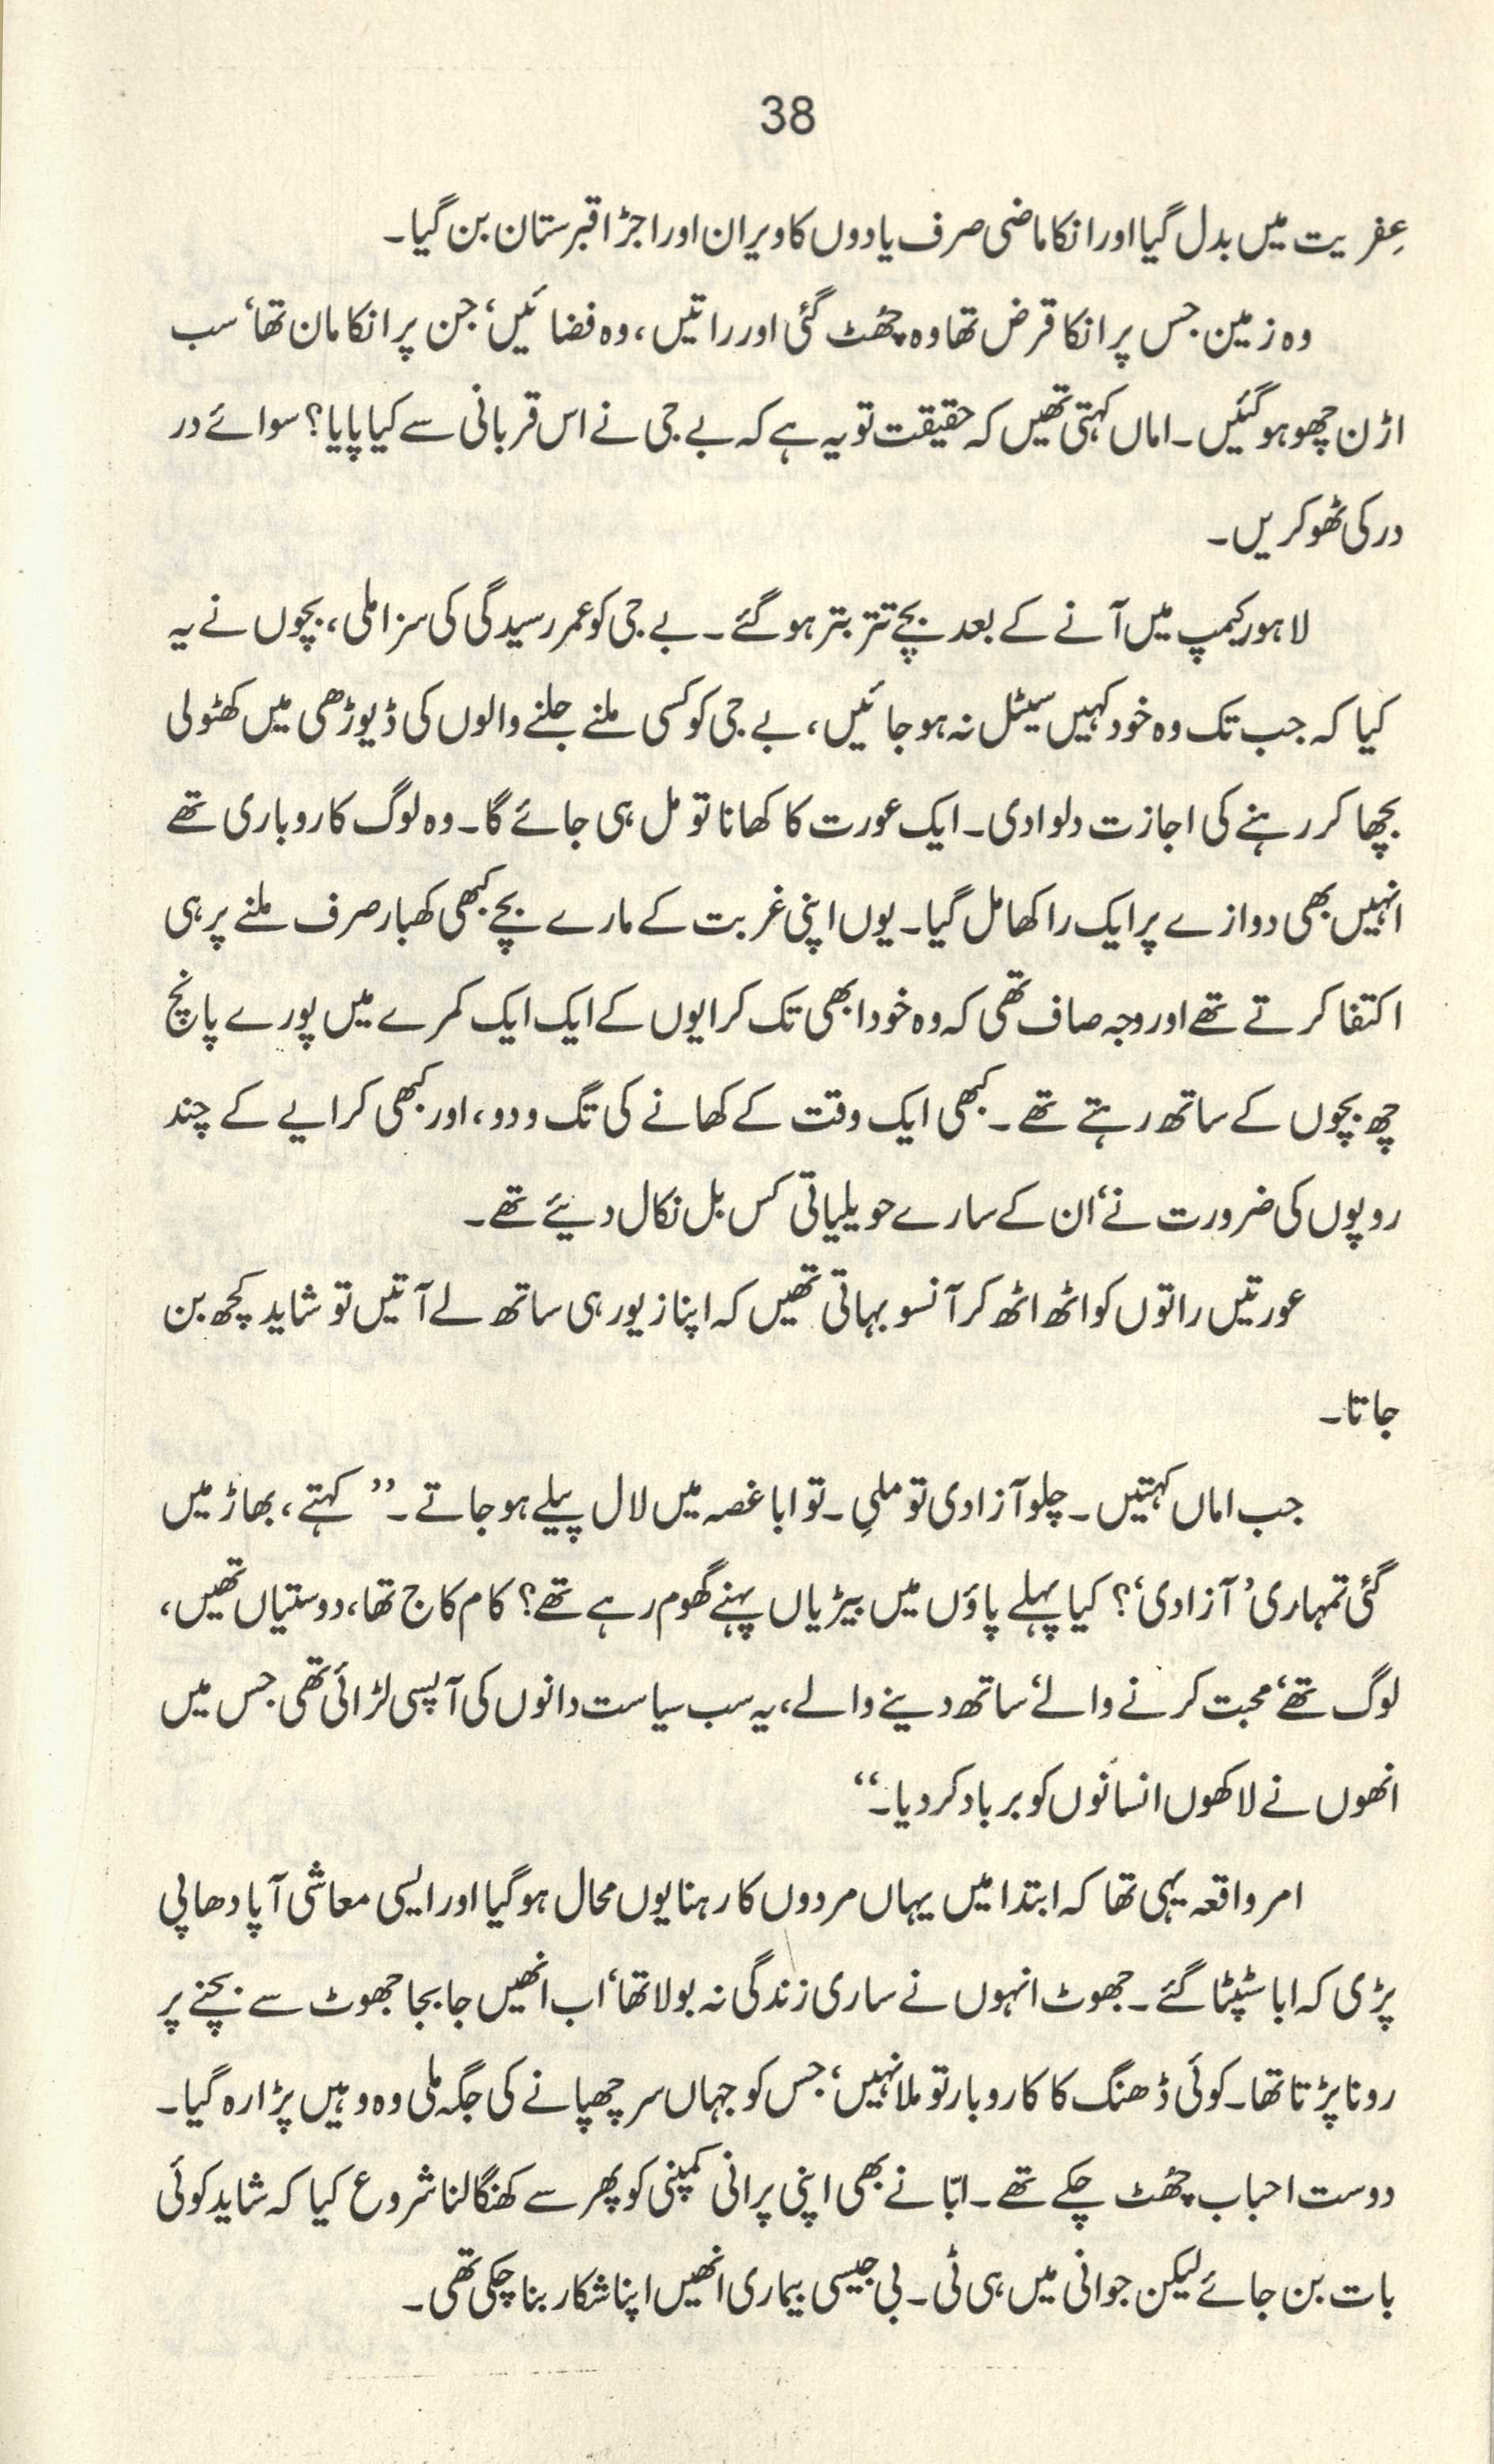 38
عِفریت میں بدل گیا اور انکا ماضی صرف یادوں کا ویران اور اجڑا قبرستان بن گیا۔
وہ زمین جس پر انکا قرض تھا وہ چھُٹ گئی اور راتیں، وہ فضائیں، جن پر انکا مان تھا، سب
اڑن چھو ہو گئیں۔ اماں کہتی تھیں کہ حقیقت تو یہ ہے کہ بے جی نے اس قربانی سے کیا پایا؟ سوائے در
در کی ٹھوکریں۔
لاہور کیمپ میں آنے کے بعد بچے تتر بتر ہو گئے۔ بے جی کو عمر رسیدگی کی سزا ملی، بچوں نے یہ
کیا کہ جب تک وہ خود کہیں سیٹل نہ ہو جائیں، بے جی کو کسی ملنے جلنے والوں کی ڈیوڑھی میں کھٹولی
بچھا کر رہنے کی اجازت دلوا دی۔ ایک عورت کا کھانا تو مل ہی جائے گا۔ وہ لوگ کاروباری تھے
انہیں بھی دوازے پر ایک راکھا مل گیا۔ یوں اپنی غربت کے مارے بچے کبھی کبھار صرف ملنے پر ہی
اکتفا کرتے تھے اور وجہ صاف تھی کہ وہ خود ابھی تک کرایوں کے ایک ایک کمرے میں پورے پانچ
چھ بچوں کے ساتھ رہتے تھے۔ کبھی ایک وقت کے کھانے کی تگ و دو، اور کبھی کرایے کے چند
روپوں کی ضرورت نے، ان کے سارے حویلیاتی کس بل نکال دیئے تھے۔
عورتیں راتوں کو اٹھ اٹھ کر آنسو بہاتی تھیں کہ اپنا زیور ہی ساتھ لے آتیں تو شاید کچھ بن
جاتا۔
جب اماں کہتیں۔ چلو آزادی تو ملی۔ تو ابا غصہ میں لال پیلے ہو جاتے۔ ”کہتے، بھاڑ میں
گئی تمہاری ’آزادی‘؟ کیا پہلے پاؤں میں بیڑیاں پہنے گھوم رہے تھے؟ کام کاج تھا، دوستیاں تھیں،
لوگ تھے، محبت کرنے والے، ساتھ دینے والے، یہ سب سیاست دانوں کی آپسی لڑائی تھی جس میں
انھوں نے لاکھوں انسانوں کو برباد کر دیا۔“
امر واقعہ یہی تھا کہ ابتدا میں یہاں مردوں کا رہنا یوں محال ہو گیا اور ایسی معاشی آپا دھاپی
پڑی کہ ابا سٹپٹا گئے۔ جھوٹ انہوں نے ساری زندگی نہ بولا تھا، اب انھیں جا بجا جھوٹ سے بچنے پر
رونا پڑتا تھا۔ کوئی ڈھنگ کا کاروبار تو ملا نہیں، جس کو جہاں سر چھپانے کی جگہ ملی وہ وہیں پڑا رہ گیا۔
دوست احباب چھُٹ چکے تھے۔ ابّا نے بھی اپنی پرانی کمپنی کو پھر سے کھنگالنا شروع کیا کہ شاید کوئی
بات بن جائے لیکن جوانی میں ہی ٹی۔ بی جیسی بیماری انھیں اپنا شکار بنا چکی تھی۔